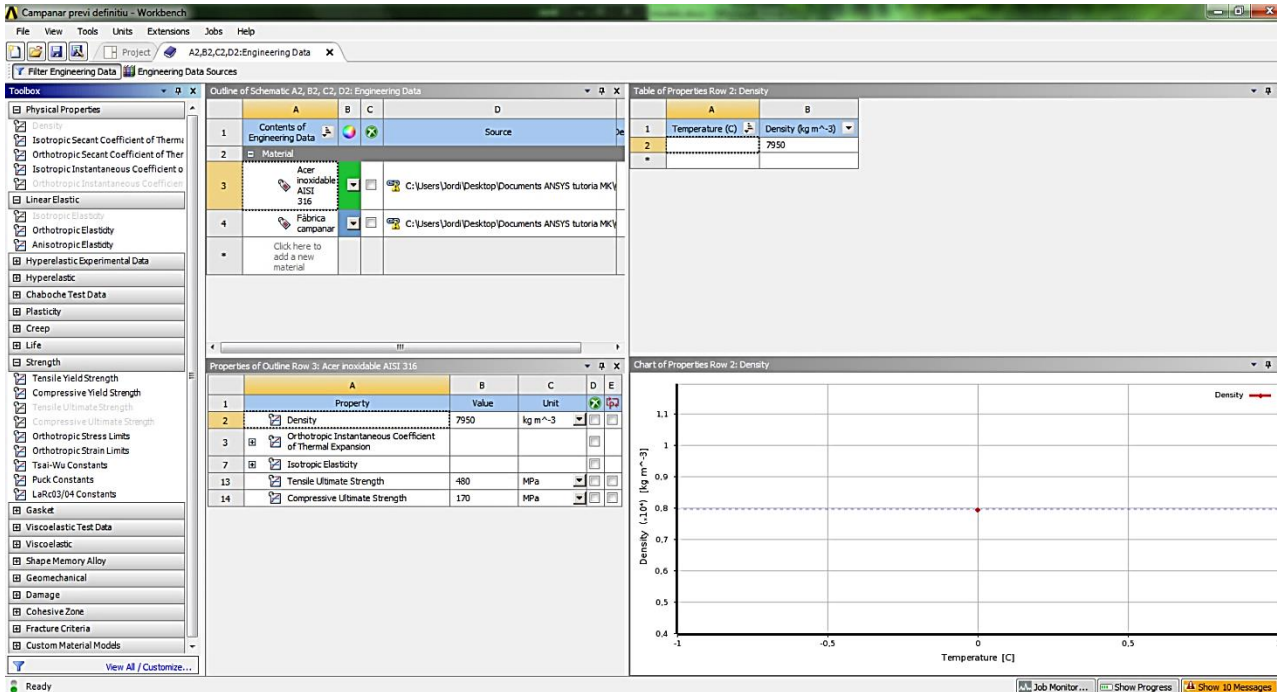 Campanar previ definitiu - Workbench
File View Tools Units Extensions Jobs Help
Project A2,B2,C2,D2:Engineering Data
Filter Engineering Data Engineering Data Sources
Toolbox
Physical Properties
Density
Isotropic Secant Coefficient of Therma
Orthotropic Secant Coefficient of Ther
Isotropic Instantaneous Coefficient o
Orthotropic Instantaneous Coefficien
Linear Elastic
Isotropic Elasticity
Orthotropic Elasticity
Anisotropic Elasticity
Hyperelastic Experimental Data
Hyperelastic
Chaboche Test Data
Plasticity
Creep
Life
Strength
Tensile Yield Strength
Compressive Yield Strength
Tensile Ultimate Strength
Compressive Ultimate Strength
Orthotropic Stress Limits
Orthotropic Strain Limits
Tsai-Wu Constants
Puck Constants
LaRc03/04 Constants
Gasket
Viscoelastic Test Data
Viscoelastic
Shape Memory Alloy
Geomechanical
Damage
Cohesive Zone
Fracture Criteria
Custom Material Models
View All / Customize...
Outline of Schematic A2, B2, C2, D2: Engineering Data
A B C D
1 Contents of Engineering Data Source De
2 Material
3 Acer inoxidable AISI 316 C:\Users\Jordi\Desktop\Documents ANSYS tutoria MK\
4 Fàbrica campanar C:\Users\Jordi\Desktop\Documents ANSYS tutoria MK\
* Click here to add a new material
Properties of Outline Row 3: Acer inoxidable AISI 316
A B C D E
1 Property Value Unit
2 Density 7950 kg m^-3
3 Orthotropic Instantaneous Coefficient of Thermal Expansion
7 Isotropic Elasticity
13 Tensile Ultimate Strength 480 MPa
14 Compressive Ultimate Strength 170 MPa
Table of Properties Row 2: Density
A B
1 Temperature (C) Density (kg m^-3)
2 7950
*
Chart of Properties Row 2: Density
Density
1,1
1
0,9
0,8
0,7
0,6
0,5
0,4
Density (.10⁴) [kg m^-3]
-1 -0,5 0 0,5
Temperature [C]
Ready
Job Monitor... Show Progress Show 10 Messages